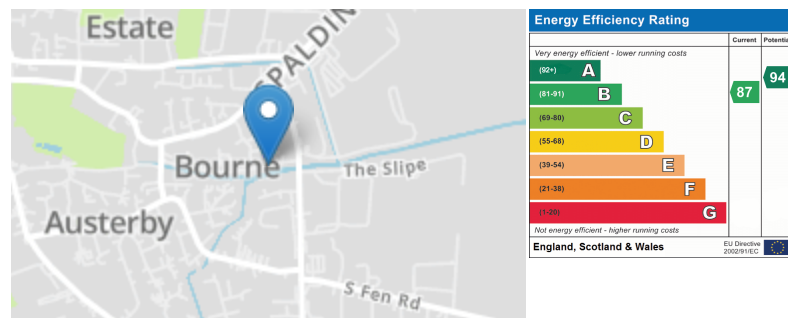 Estate
SPALDIN
Bourne
The Slipe
Austerby
S Fen Rd
Energy Efficiency Rating
Current Potentia
Very energy efficient - lower running costs
(92+) A
94
(81-91) B
87
(69-80) C
(55-68) D
(39-54) E
(21-38) F
(1-20) G
Not energy efficient - higher running costs
England, Scotland & Wales
EU Directive
2002/91/EC